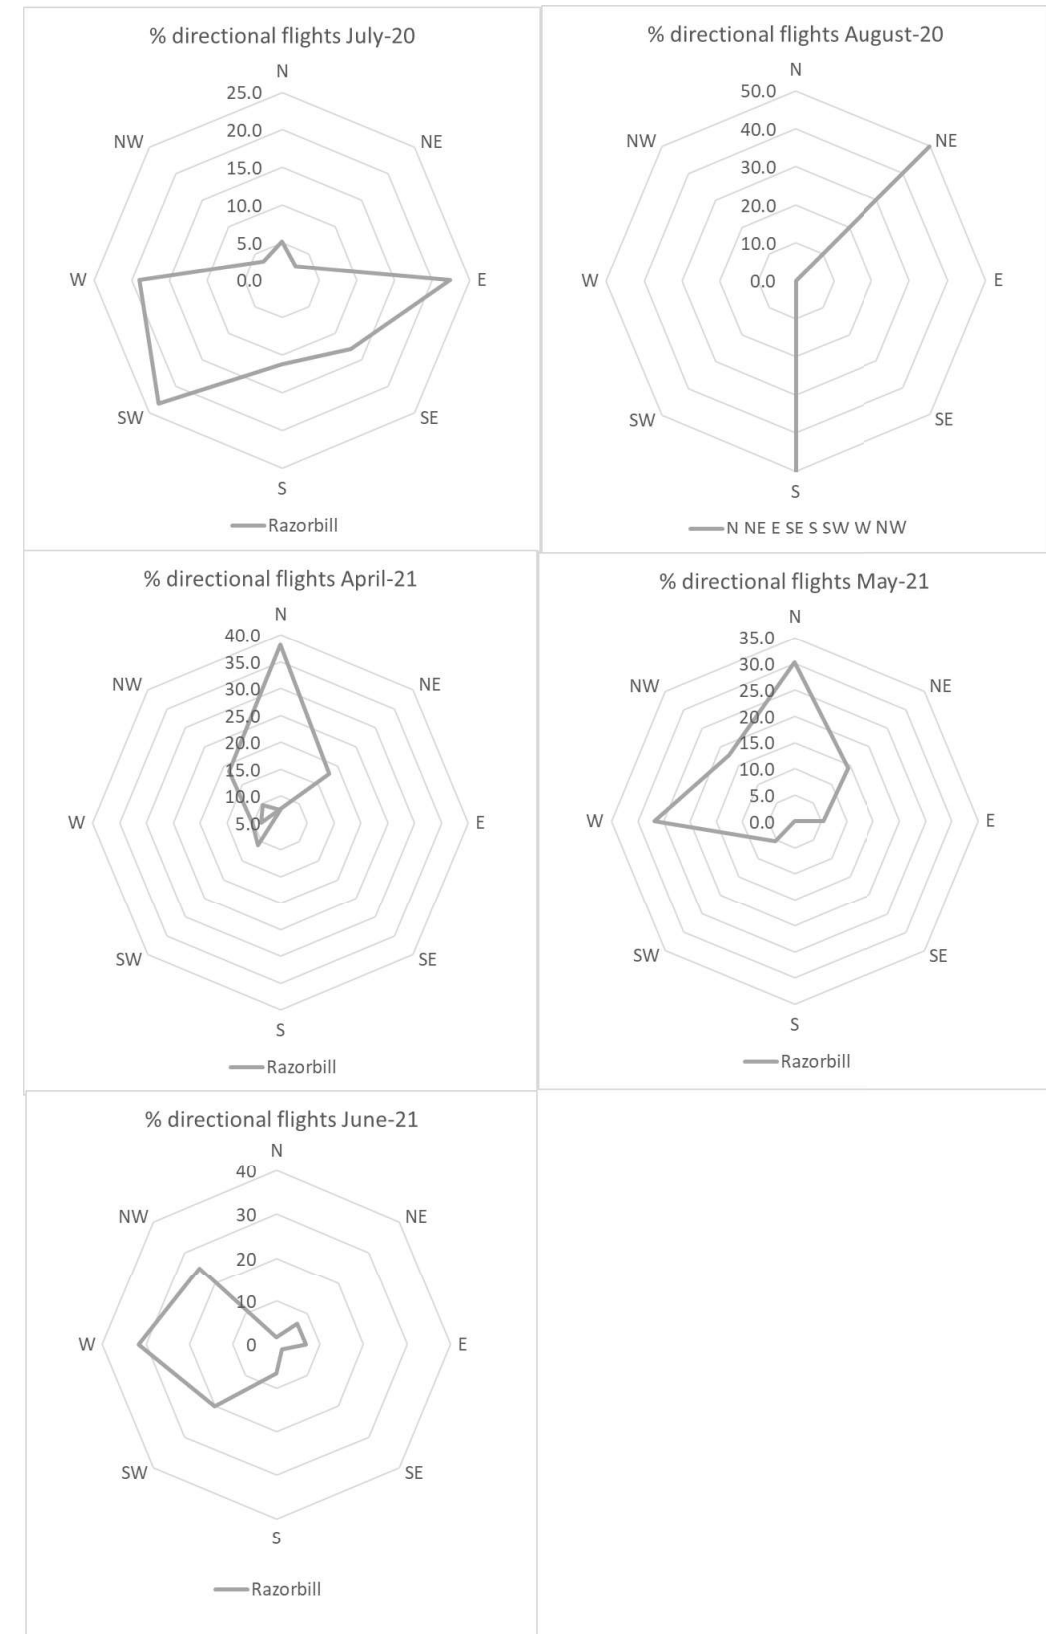 % directional flights July-20
N
25.0
20.0
NW
NE
15.0
10.0
5.0
W
0.0
E
SW
SE
S
Razorbill
% directional flights August-20
N
50.0
40.0
NW
NE
30.0
20.0
10.0
W
0.0
E
SW
SE
S
N NE E SE S SW W NW
% directional flights April-21
N
40.0
35.0
NW
NE
30.0
25.0
20.0
15.0
10.0
W
5.0
E
SW
SE
S
Razorbill
% directional flights May-21
N
35.0
30.0
NW
NE
25.0
20.0
15.0
10.0
5.0
W
0.0
E
SW
SE
S
Razorbill
% directional flights June-21
N
40
NW
NE
30
20
10
W
0
E
SW
SE
S
Razorbill